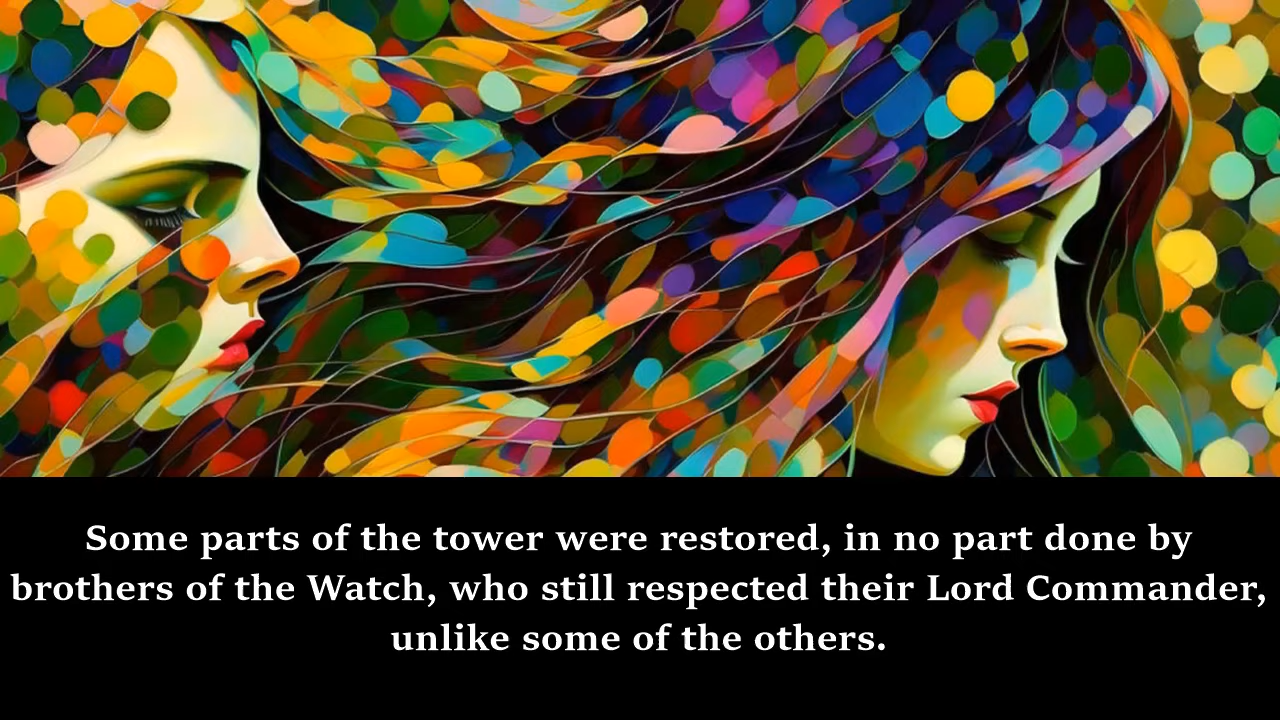 Some parts of the tower were restored, in no part done by
brothers of the Watch, who still respected their Lord Commander,
unlike some of the others.